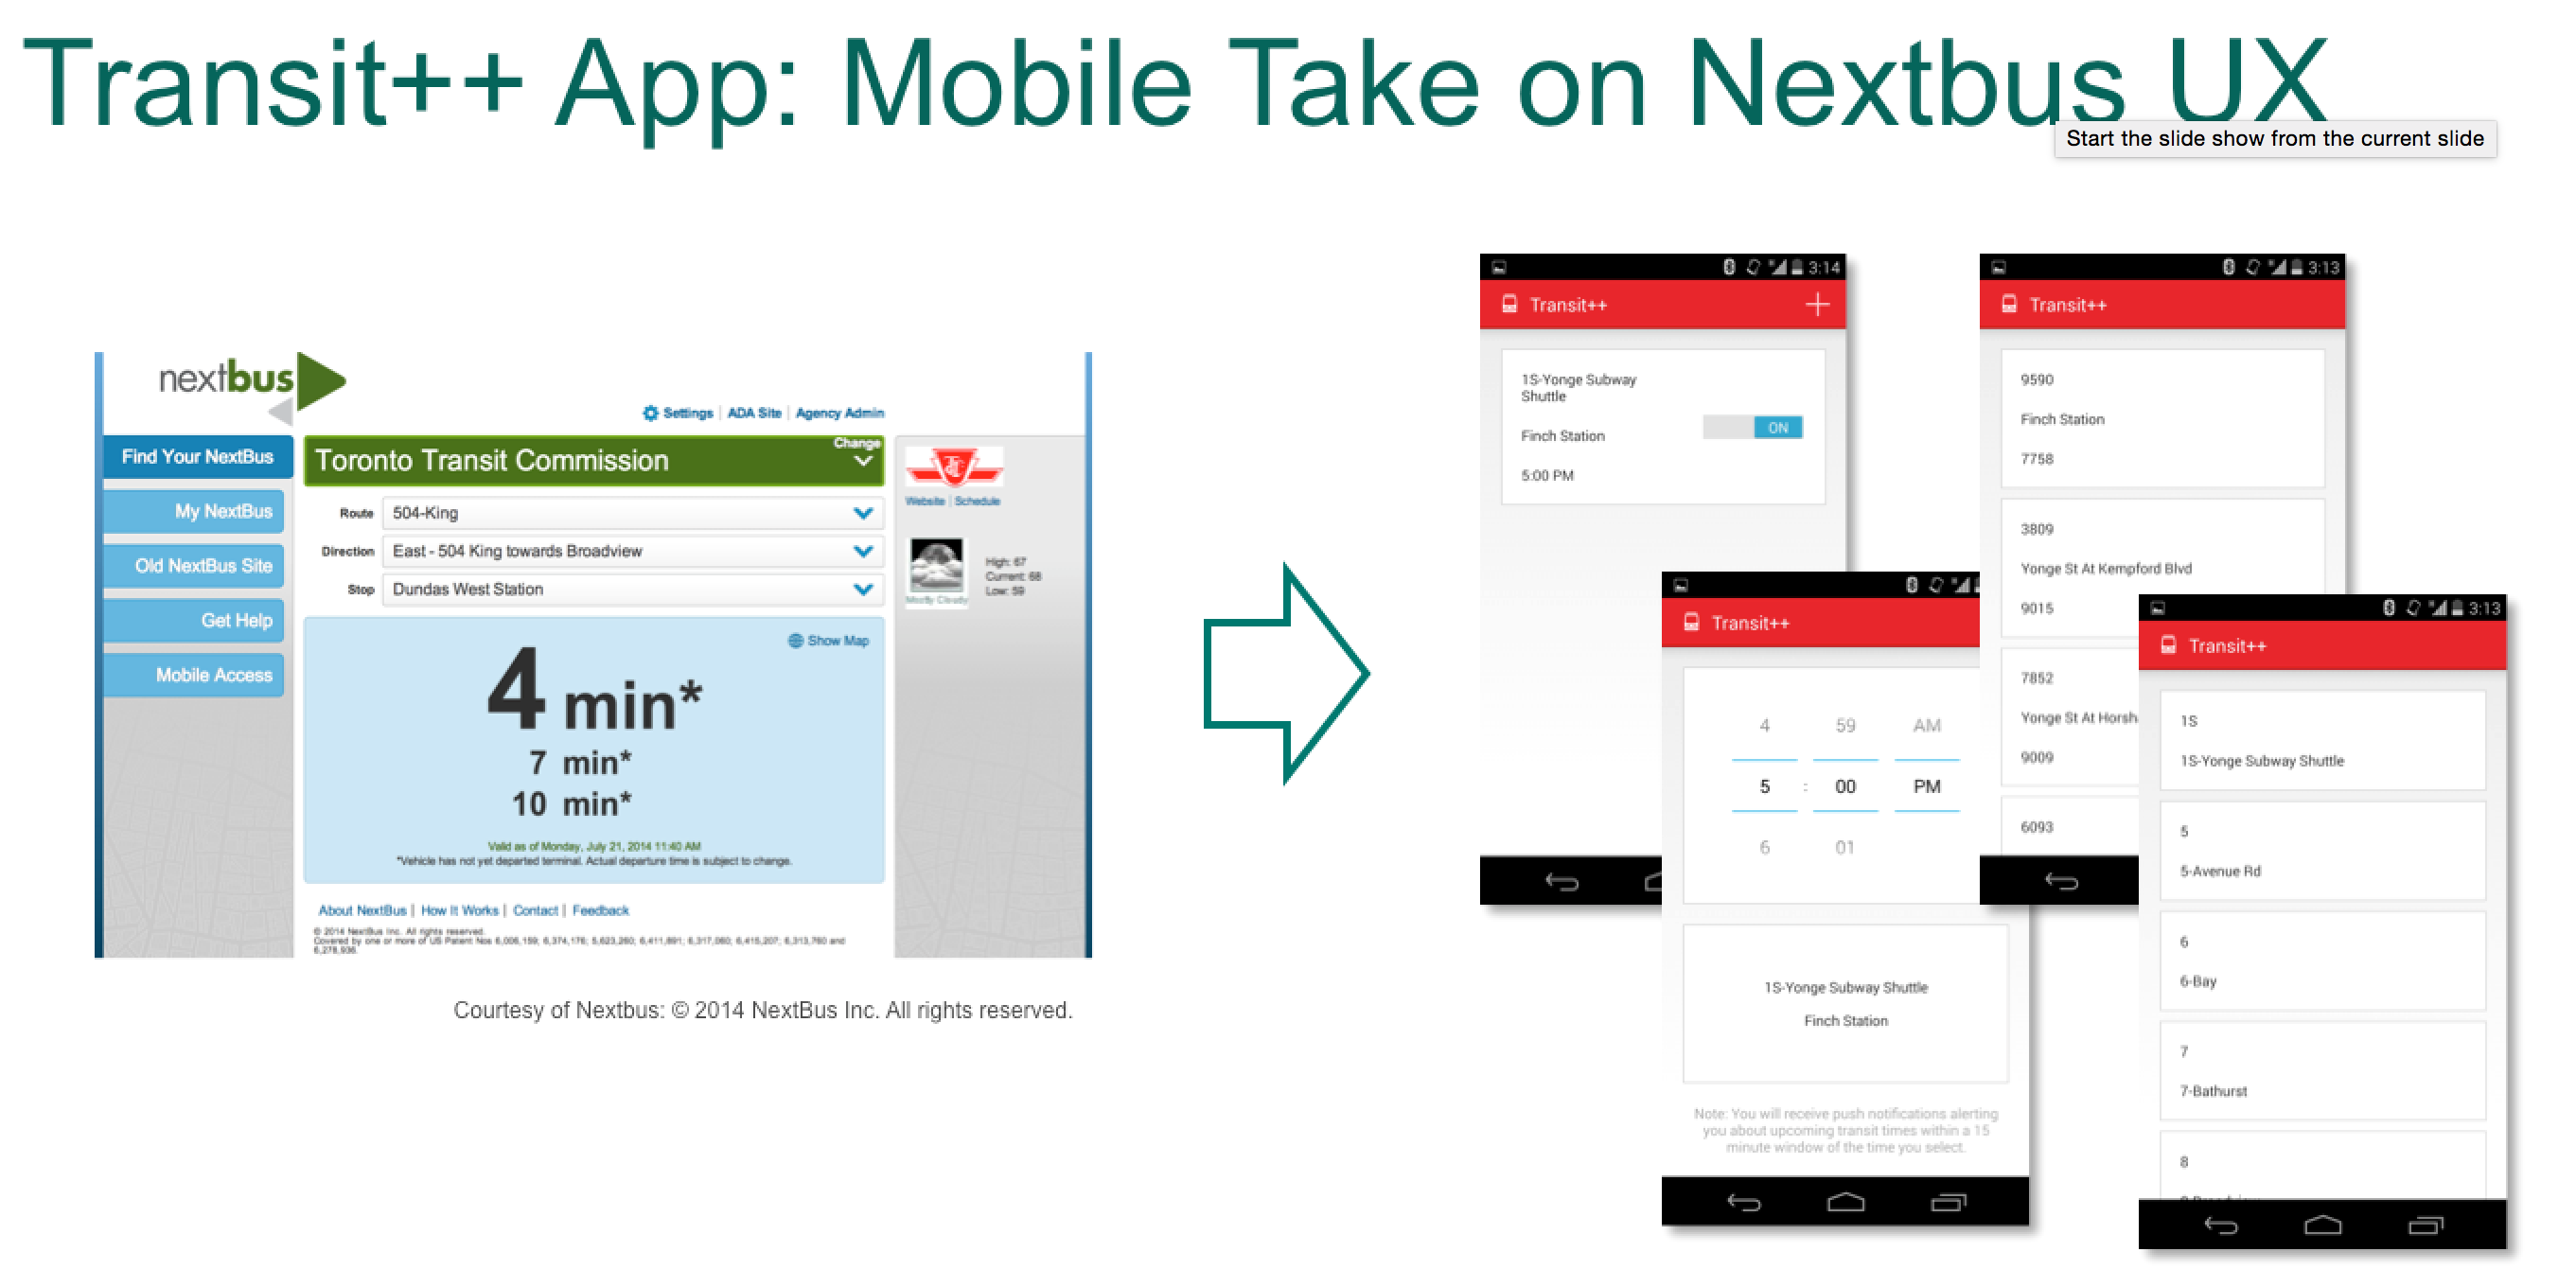 Transit++ App: Mobile Take on Nextbus UX
Start the slide show from the current slide
nextbus
Settings | ADA Site | Agency Admin
Find Your NextBus
My NextBus
Old NextBus Site
Get Help
Mobile Access
Toronto Transit Commission
Change
Route 504-King
Direction East - 504 King towards Broadview
Stop Dundas West Station
Show Map
4 min*
7 min*
10 min*
Valid as of Monday, July 21, 2014 11:40 AM
*Vehicle has not yet departed terminal. Actual departure time is subject to change.
About NextBus | How It Works | Contact | Feedback
© 2014 NextBus Inc. All rights reserved.
Covered by one or more of US Patent Nos 6,006,159; 6,374,176; 5,623,260; 6,411,891; 6,317,060; 6,415,207; 6,313,760 and
6,278,936.
Website | Schedule
Mostly Cloudy
High: 67
Current: 68
Low: 59
Courtesy of Nextbus: © 2014 NextBus Inc. All rights reserved.
3:14
Transit++
1S-Yonge Subway
Shuttle
Finch Station
5:00 PM
ON
Transit++
4 59 AM
5 : 00 PM
6 01
1S-Yonge Subway Shuttle
Finch Station
Note: You will receive push notifications alerting
you about upcoming transit times within a 15
minute window of the time you select.
3:13
Transit++
9590
Finch Station
7758
3809
Yonge St At Kempford Blvd
9015
7852
Yonge St At Horsh
9009
6093
3:13
Transit++
1S
1S-Yonge Subway Shuttle
5
5-Avenue Rd
6
6-Bay
7
7-Bathurst
8